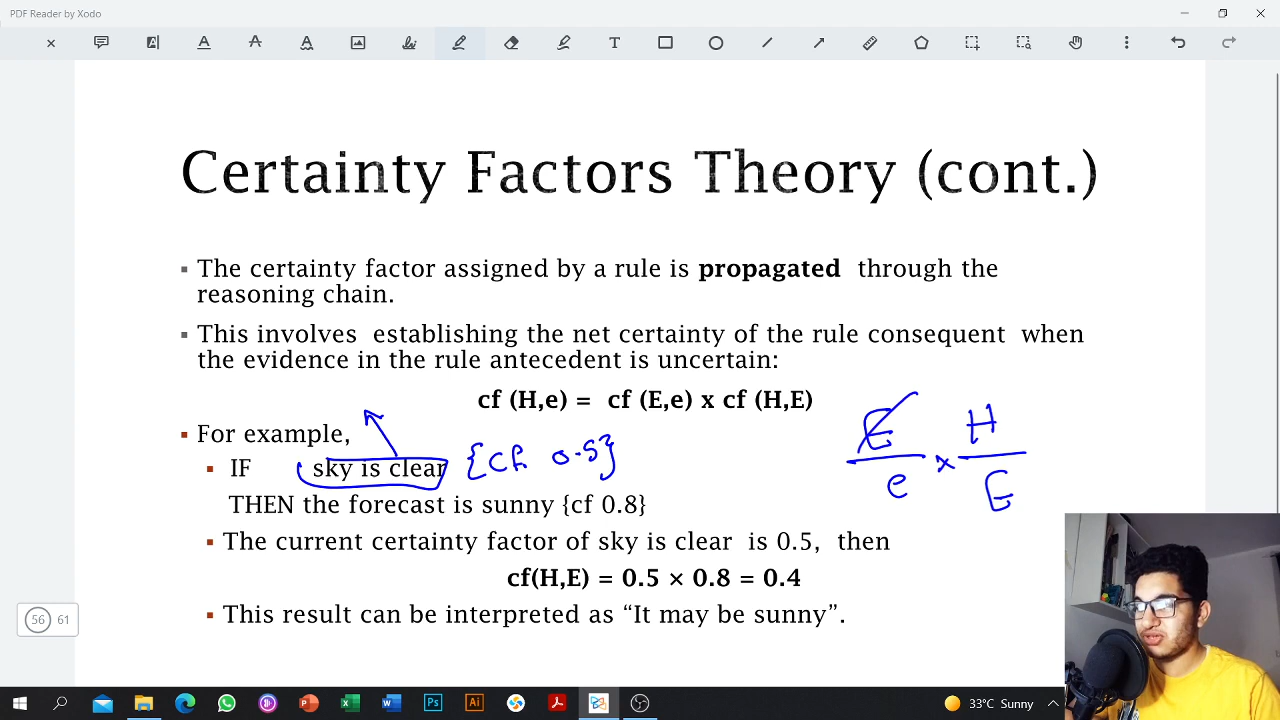 PDF Reader by Xodo
Certainty Factors Theory (cont.)
▪ The certainty factor assigned by a rule is propagated through the
reasoning chain.
▪ This involves establishing the net certainty of the rule consequent when
the evidence in the rule antecedent is uncertain:
cf (H,e) = cf (E,e) x cf (H,E)
▪ For example,
▪ IF sky is clear {cf 0.5}
THEN the forecast is sunny {cf 0.8}
E H
x
e E
▪ The current certainty factor of sky is clear is 0.5, then
cf(H,E) = 0.5 × 0.8 = 0.4
▪ This result can be interpreted as “It may be sunny”.
56 61
33°C Sunny